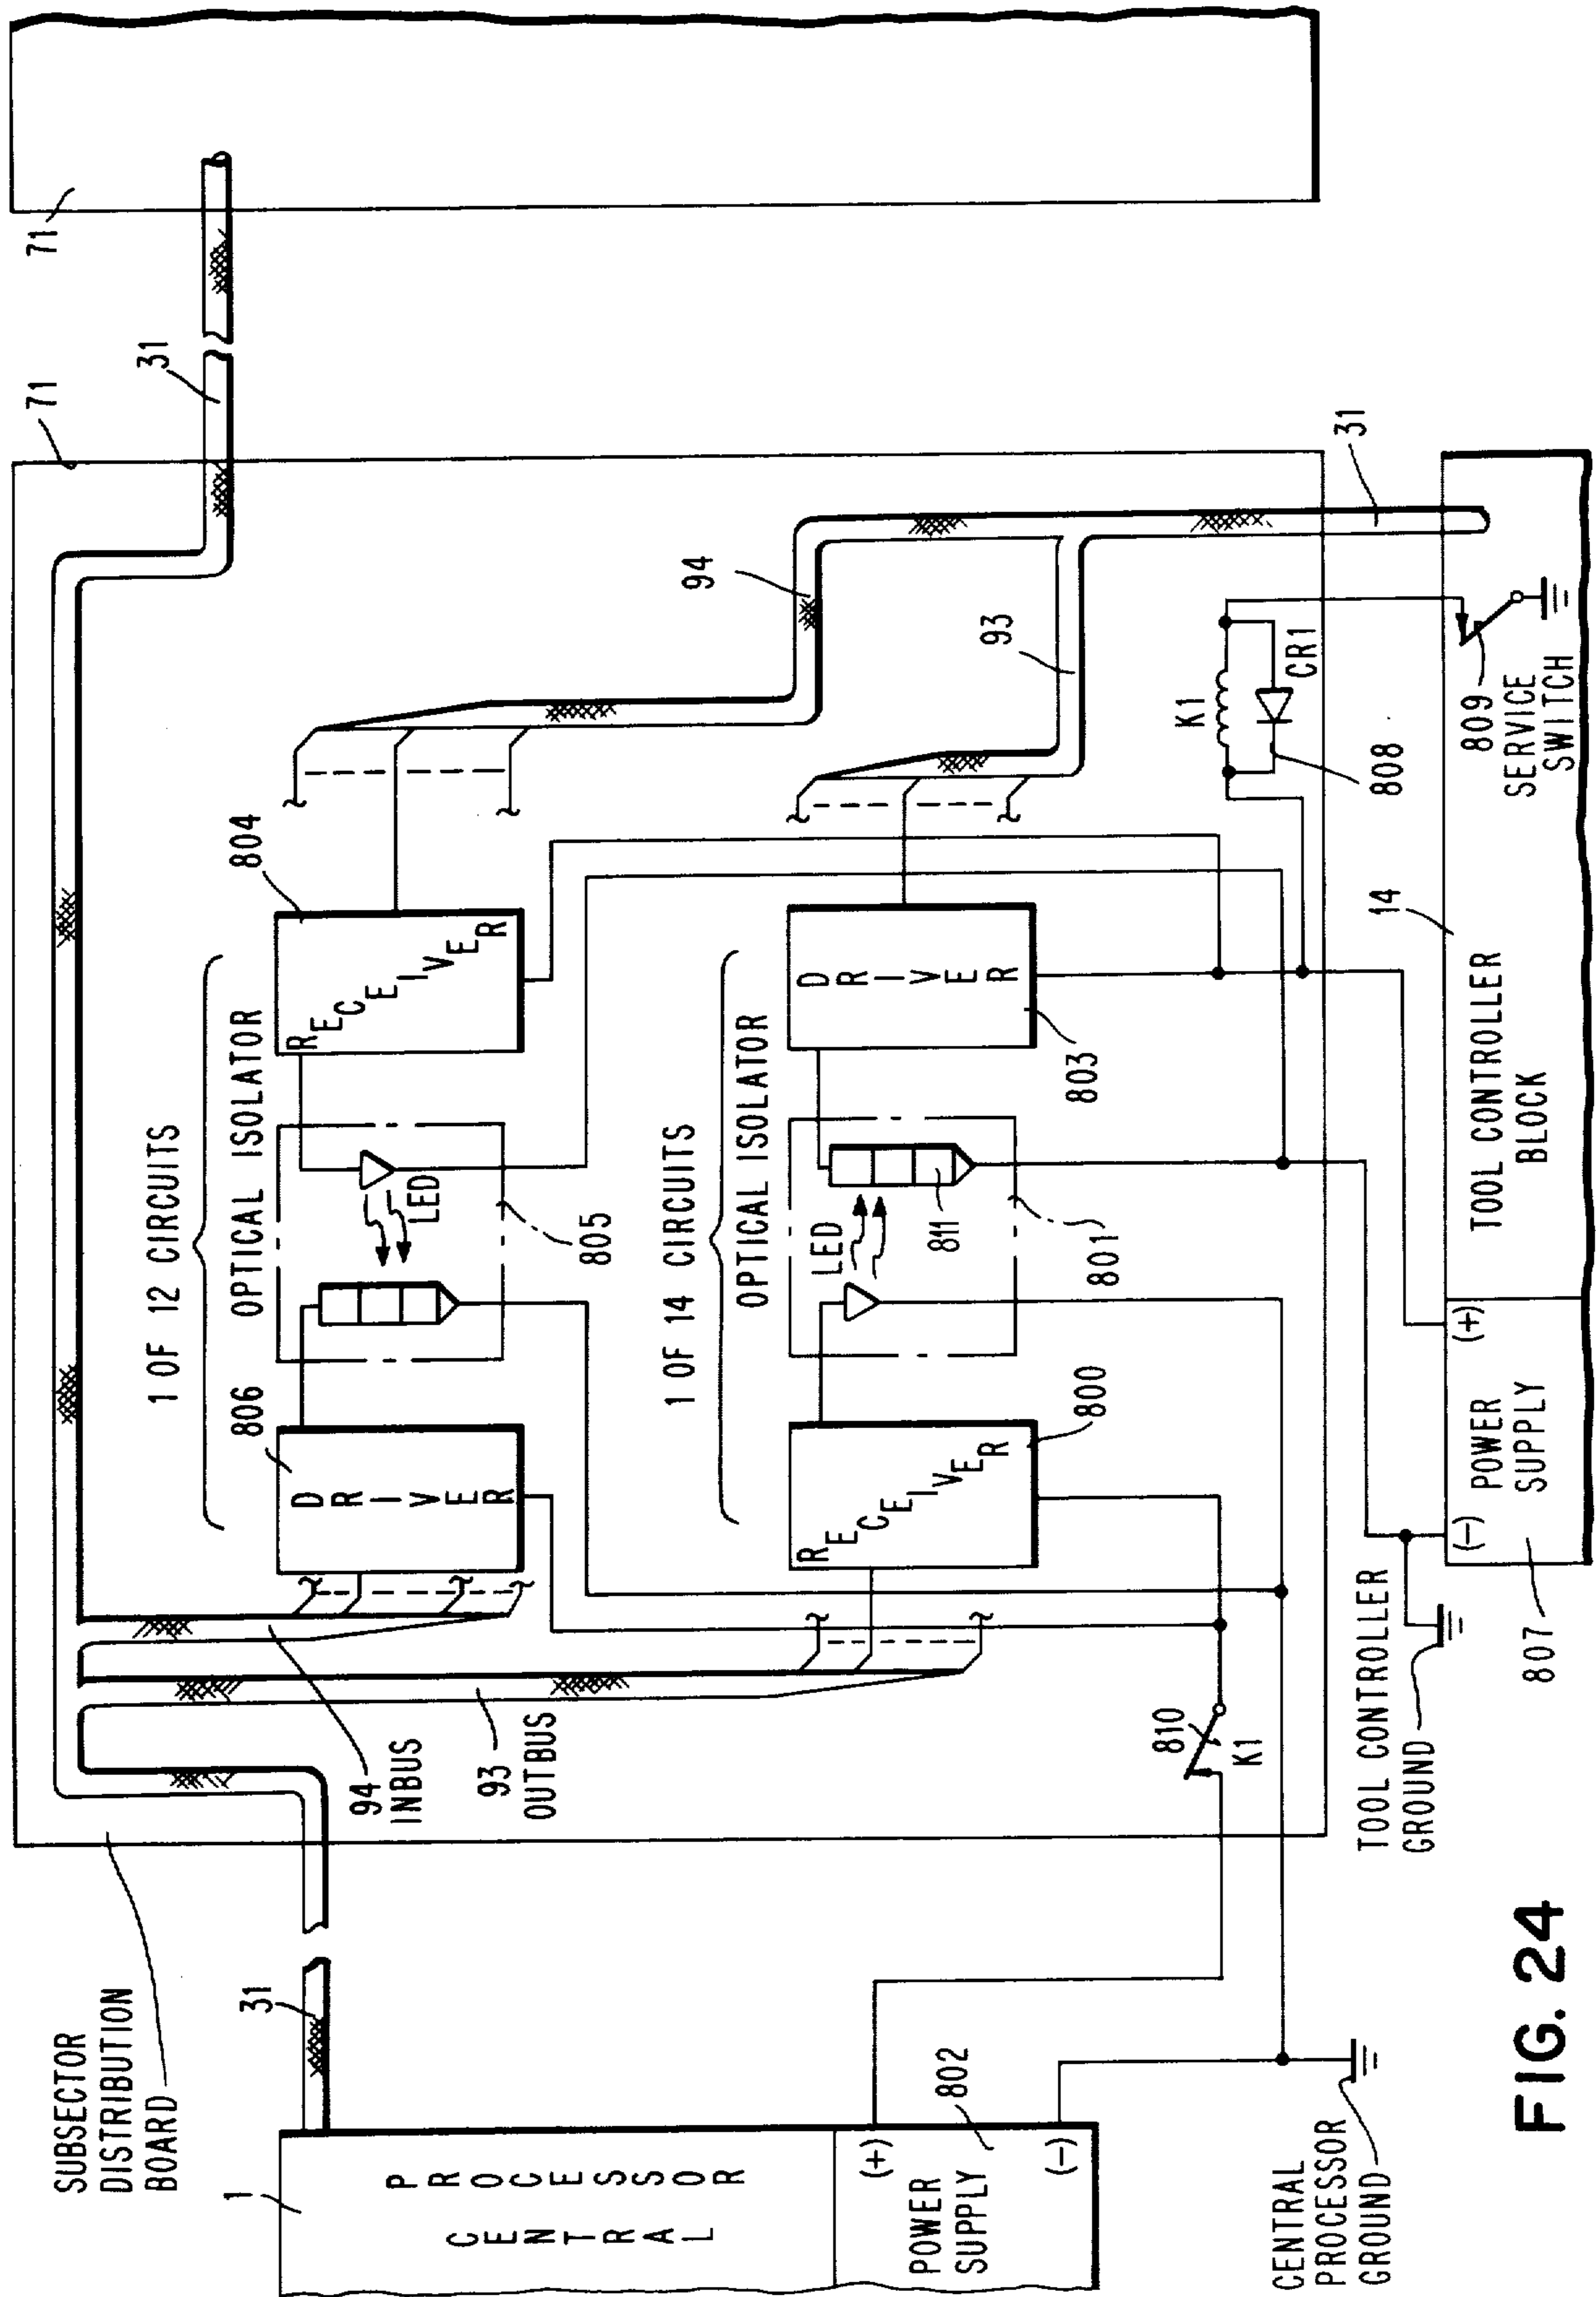 SUBSECTOR
DISTRIBUTION
BOARD
71
71
31
31
1
CENTRAL
PROCESSOR
POWER
SUPPLY
(+)
(-)
802
CENTRAL
PROCESSOR
GROUND
94
INBUS
93
OUTBUS
1 OF 12 CIRCUITS
OPTICAL ISOLATOR
806
DRIVER
LED
805
804
RECEIVER
94
1 OF 14 CIRCUITS
OPTICAL ISOLATOR
RECEIVER
800
LED
811
801
DRIVER
803
93
31
810
K1
K1
CR1
808
809
SERVICE
SWITCH
TOOL CONTROLLER
GROUND
807
(-)
(+)
POWER
SUPPLY
14
TOOL CONTROLLER
BLOCK
FIG. 24